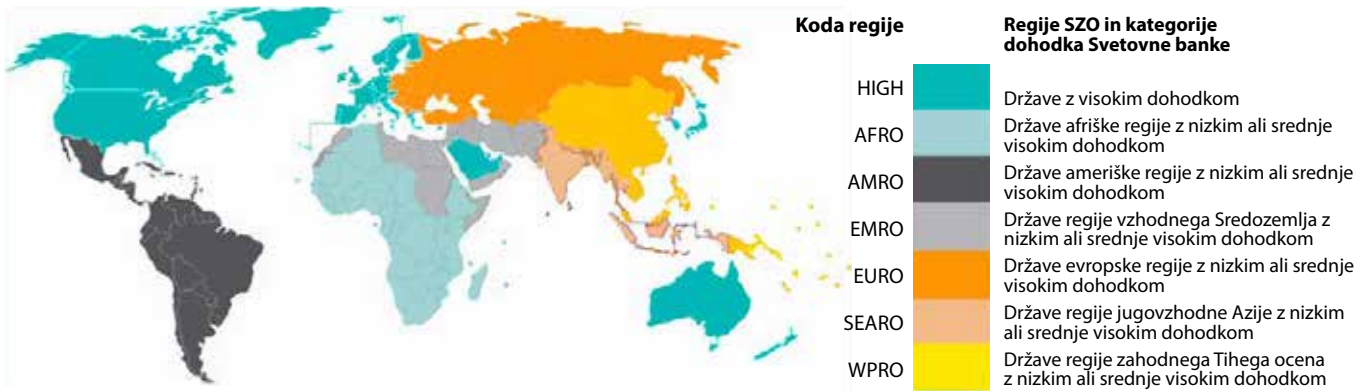 Koda regije
Regije SZO in kategorije
dohodka Svetovne banke
HIGH
Države z visokim dohodkom
AFRO
Države afriške regije z nizkim ali srednje
visokim dohodkom
AMRO
Države ameriške regije z nizkim ali srednje
visokim dohodkom
EMRO
Države regije vzhodnega Sredozemlja z
nizkim ali srednje visokim dohodkom
EURO
Države evropske regije z nizkim ali srednje
visokim dohodkom
SEARO
Države regije jugovzhodne Azije z nizkim
ali srednje visokim dohodkom
WPRO
Države regije zahodnega Tihega ocena
z nizkim ali srednje visokim dohodkom